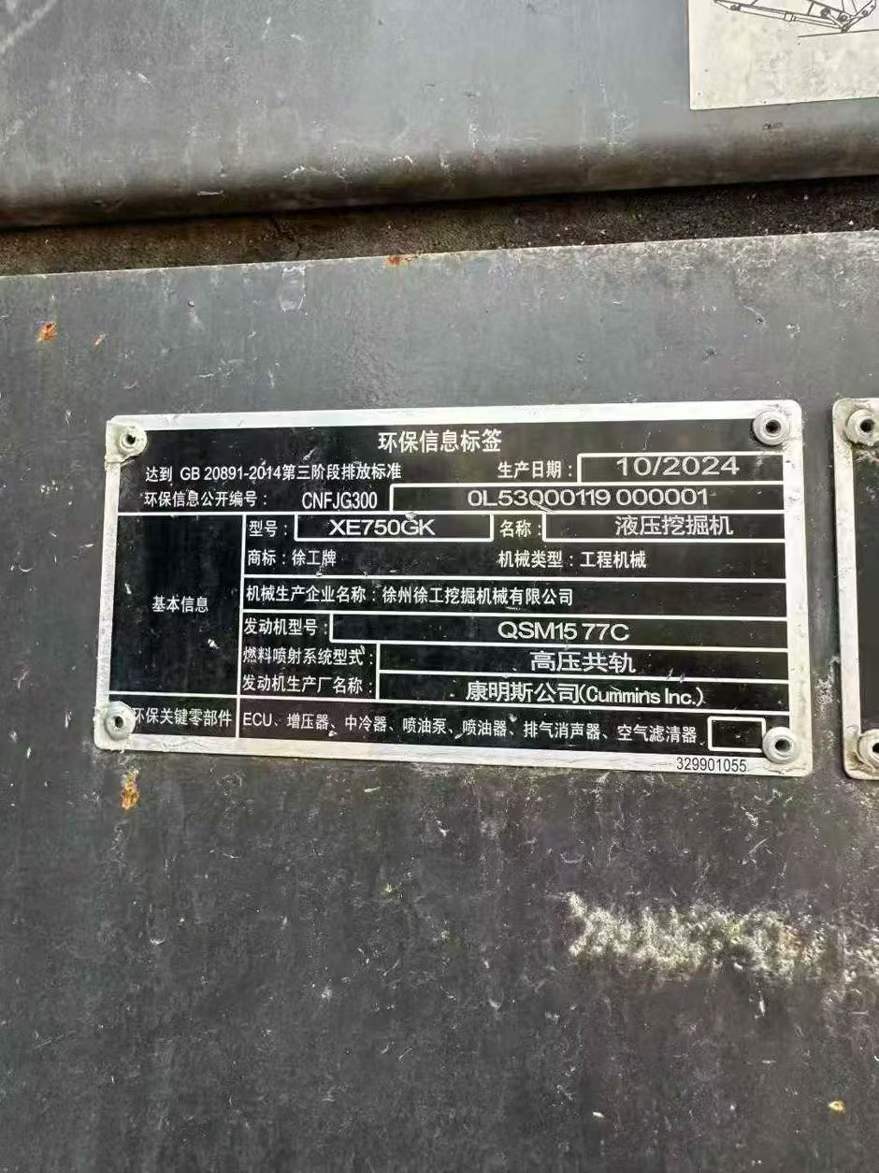 环保信息标签
达到 GB 20891-2014第三阶段排放标准 生产日期： 10/2024
环保信息公开编号： CNFJG300 0L53000119 000001
基本信息
型号： XE750GK 名称： 液压挖掘机
商标：徐工牌 机械类型：工程机械
机械生产企业名称：徐州徐工挖掘机械有限公司
发动机型号： QSM15 77C
燃料喷射系统型式： 高压共轨
发动机生产厂名称： 康明斯公司(Cummins Inc.)
环保关键零部件 ECU、增压器、中冷器、喷油泵、喷油器、排气消声器、空气滤清器
329901055